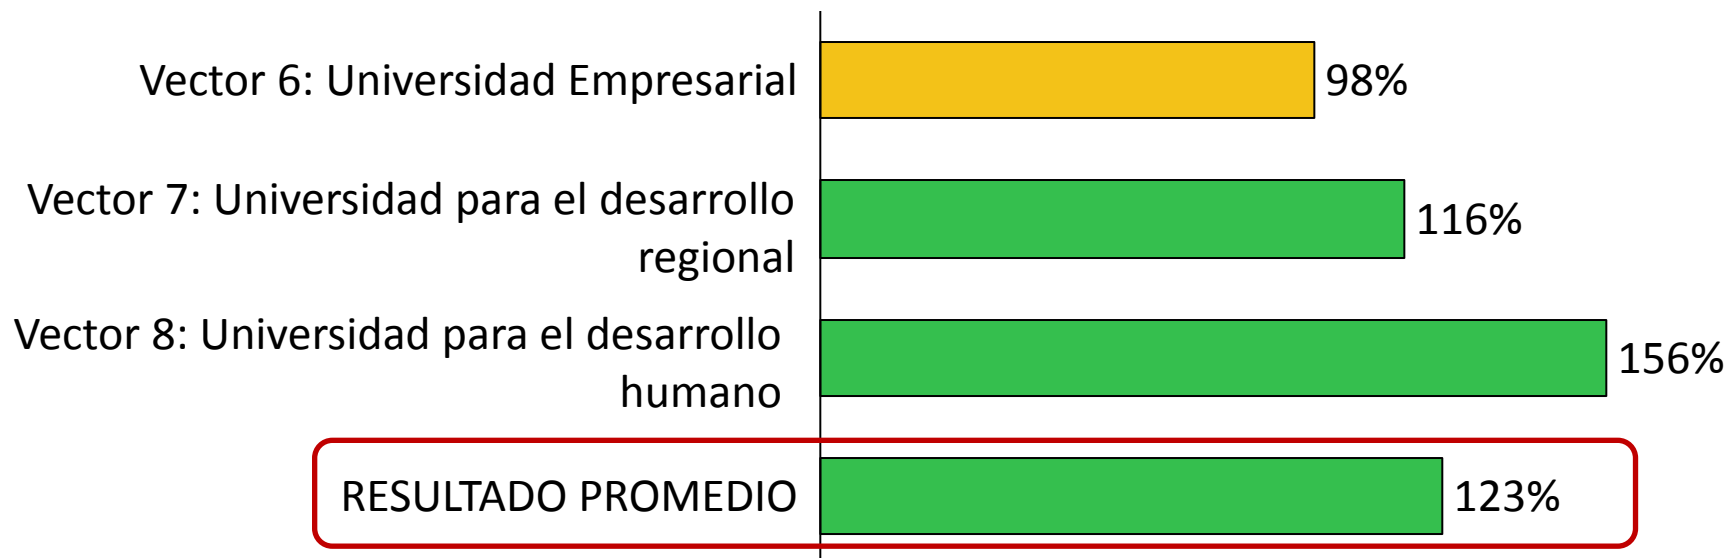 Vector 6: Universidad Empresarial 98%
Vector 7: Universidad para el desarrollo
regional 116%
Vector 8: Universidad para el desarrollo
humano 156%
RESULTADO PROMEDIO 123%